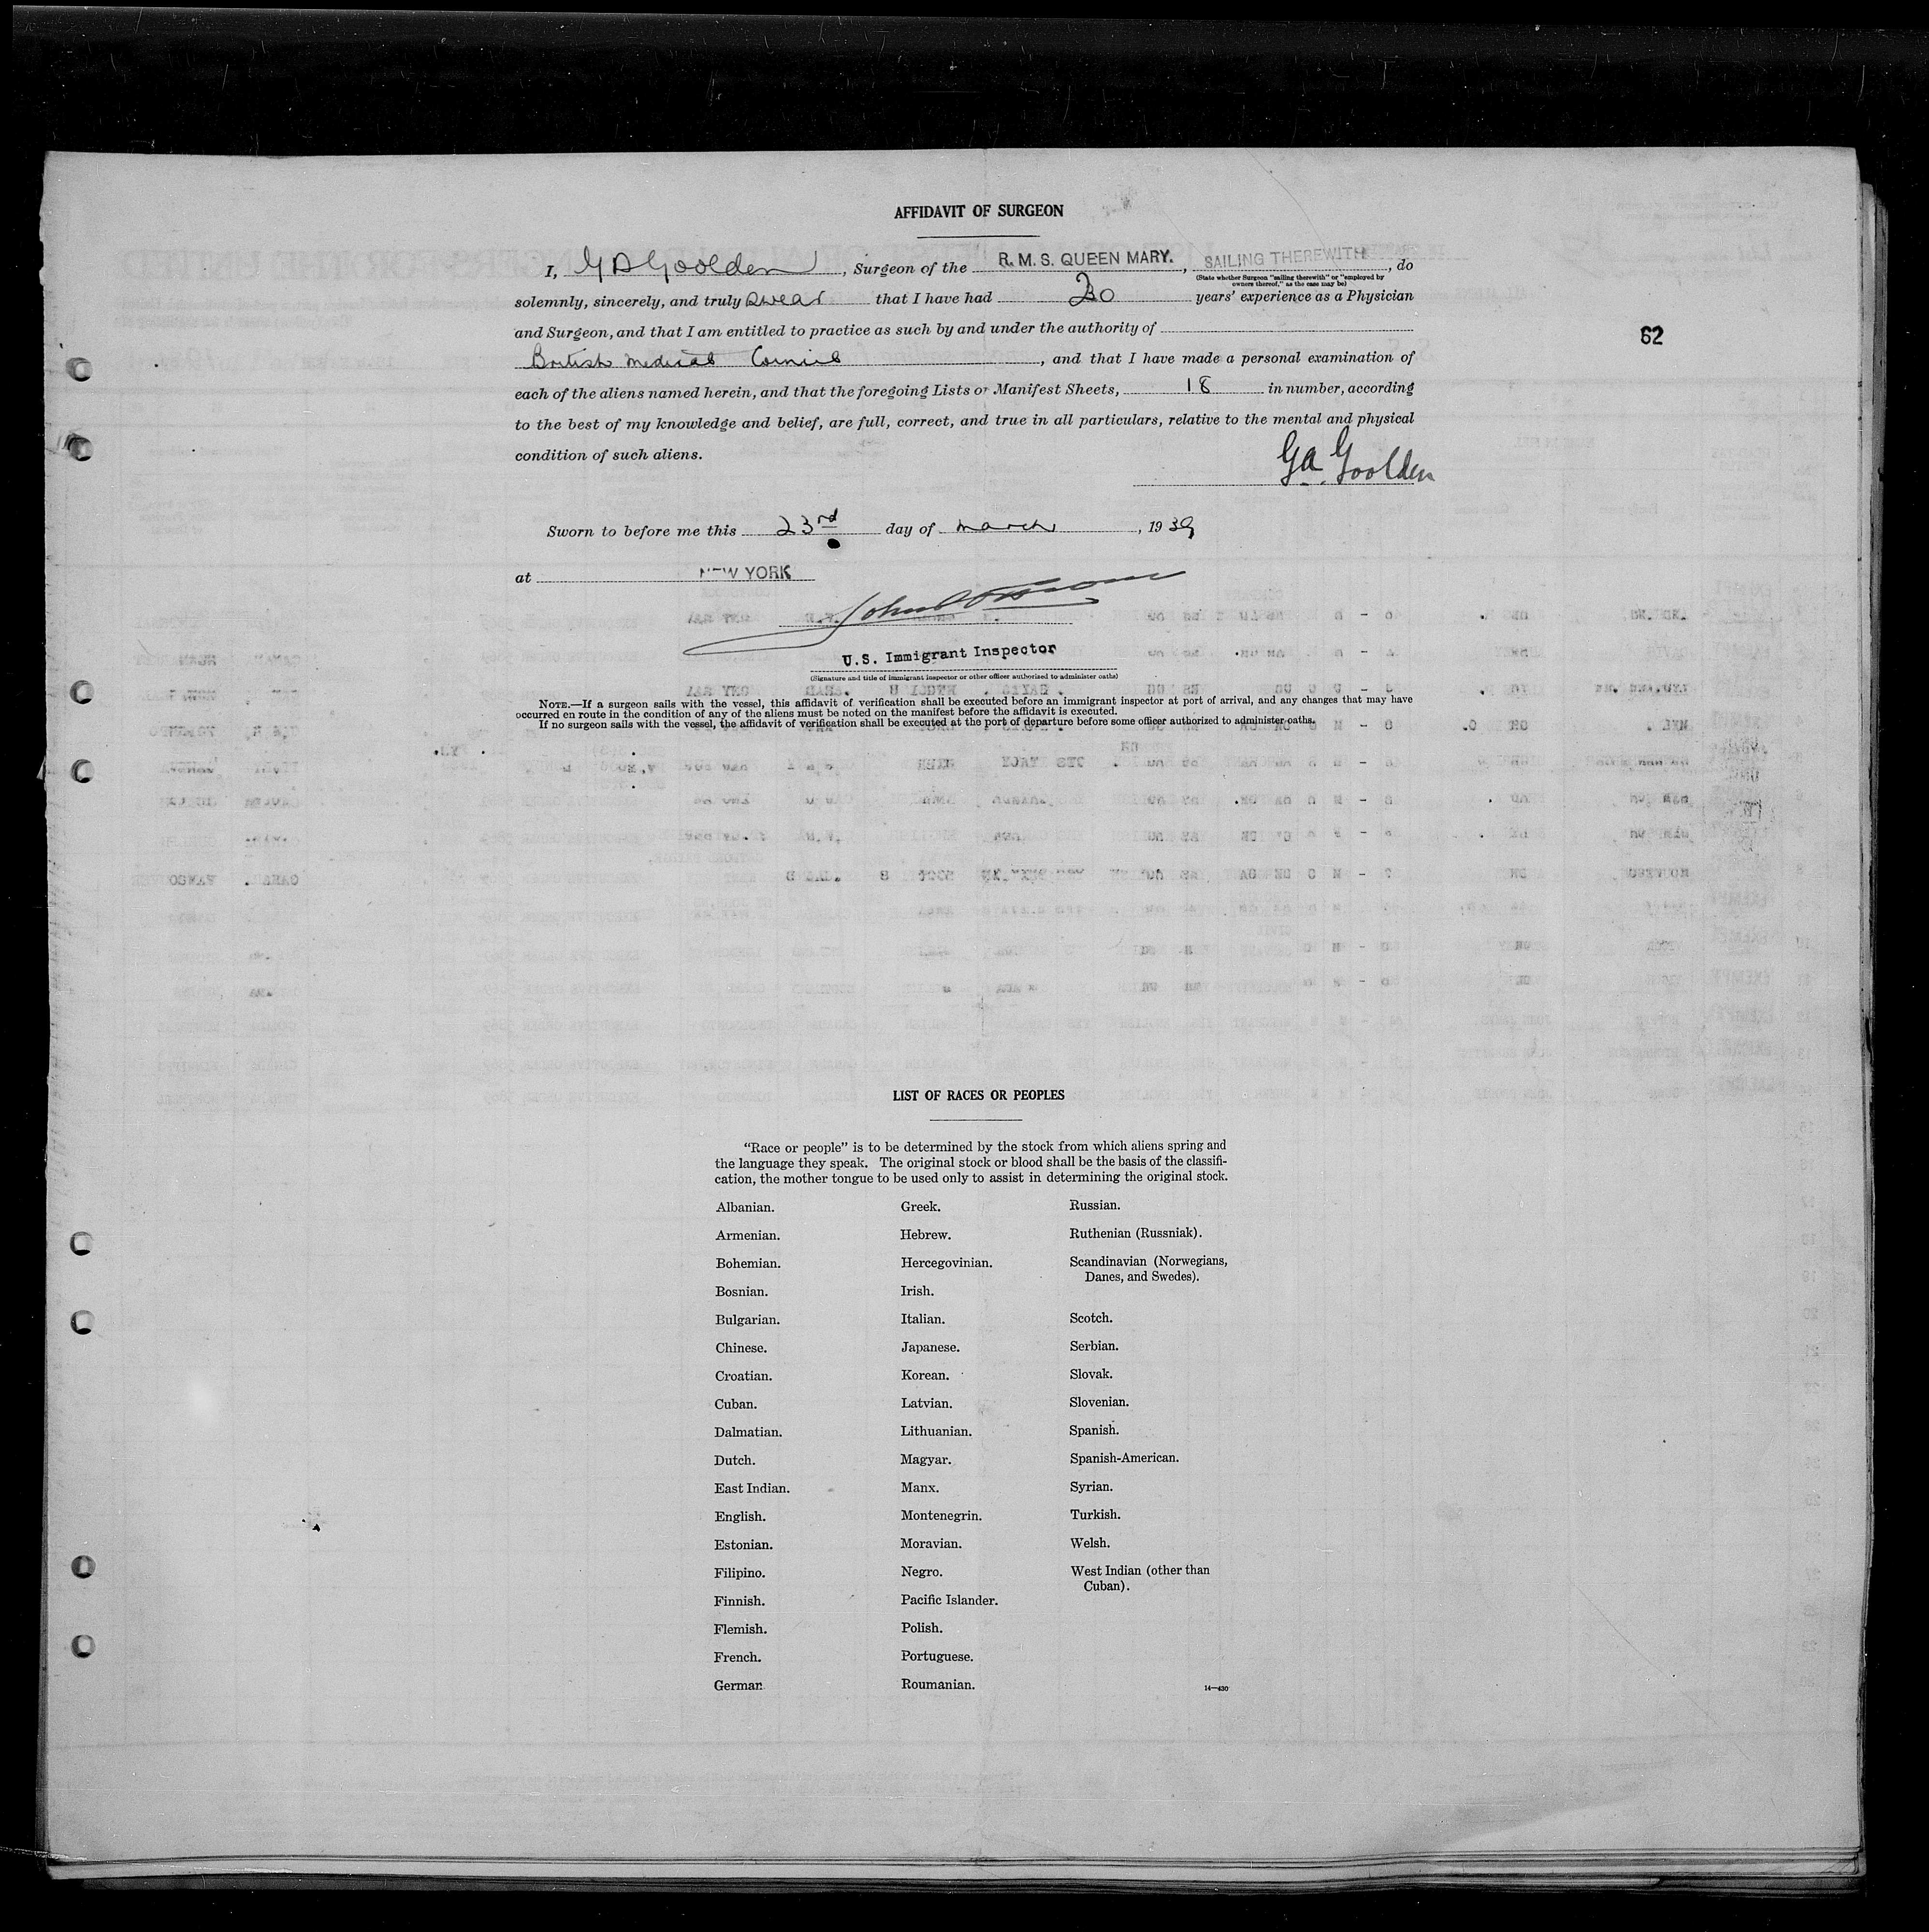 AFFIDAVIT OF SURGEON
I, G A Goolden, Surgeon of the R. M. S. QUEEN MARY., SAILING THEREWITH, do
(State whether Surgeon "sailing therewith" or "employed by
owners thereof," as the case may be)
solemnly, sincerely, and truly swear that I have had 20 years' experience as a Physician
and Surgeon, and that I am entitled to practice as such by and under the authority of
62
British Medical, and that I have made a personal examination of
each of the aliens named herein, and that the foregoing Lists or Manifest Sheets, 18 in number, according
to the best of my knowledge and belief, are full, correct, and true in all particulars, relative to the mental and physical
condition of such aliens.
Ga Goolden
Sworn to before me this 23rd day of March, 1939
at NEW YORK
U.S. Immigrant Inspector
(Signature and title of immigrant inspector or other officer authorized to administer oaths)
NOTE.—If a surgeon sails with the vessel, this affidavit of verification shall be executed before an immigrant inspector at port of arrival, and any changes that may have
occurred en route in the condition of any of the aliens must be noted on the manifest before the affidavit is executed.
If no surgeon sails with the vessel, the affidavit of verification shall be executed at the port of departure before some officer authorized to administer oaths.
LIST OF RACES OR PEOPLES
"Race or people" is to be determined by the stock from which aliens spring and
the language they speak. The original stock or blood shall be the basis of the classifi-
cation, the mother tongue to be used only to assist in determining the original stock.
Albanian.
Armenian.
Bohemian.
Bosnian.
Bulgarian.
Chinese.
Croatian.
Cuban.
Dalmatian.
Dutch.
East Indian.
English.
Estonian.
Filipino.
Finnish.
Flemish.
French.
German
Greek.
Hebrew.
Hercegovinian.
Irish.
Italian.
Japanese.
Korean.
Latvian.
Lithuanian.
Magyar.
Manx.
Montenegrin.
Moravian.
Negro.
Pacific Islander.
Polish.
Portuguese.
Roumanian.
Russian.
Ruthenian (Russniak).
Scandinavian (Norwegians,
Danes, and Swedes).
Scotch.
Serbian.
Slovak.
Slovenian.
Spanish.
Spanish-American.
Syrian.
Turkish.
Welsh.
West Indian (other than
Cuban).
14—430